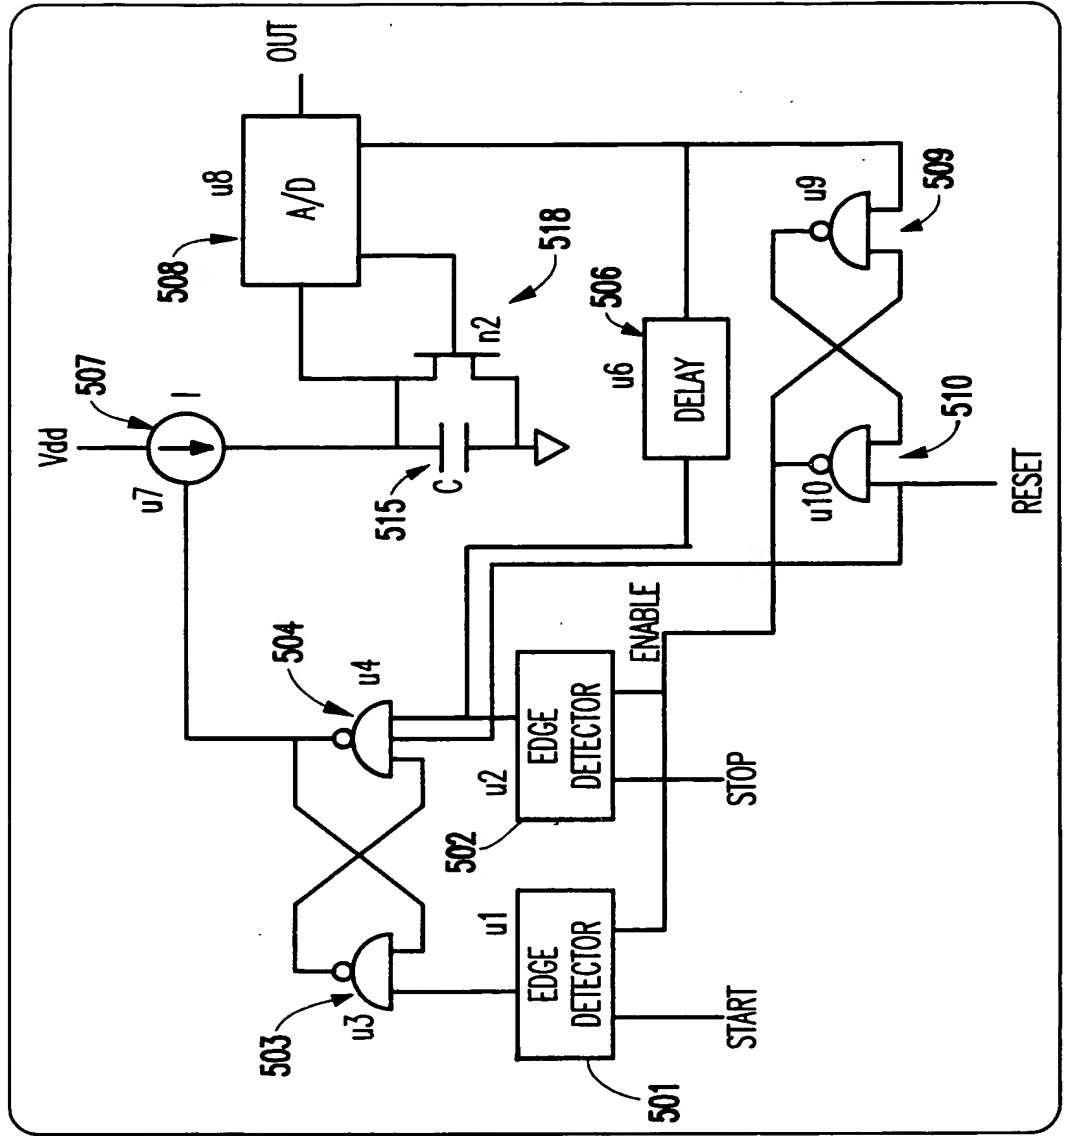 Vdd
507
I
u7
508
u8
A/D
OUT
515
C
n2
518
504
u4
503
u3
u6
506
DELAY
u9
509
u10
510
RESET
ENABLE
u2
EDGE
DETECTOR
502
STOP
u1
EDGE
DETECTOR
501
START